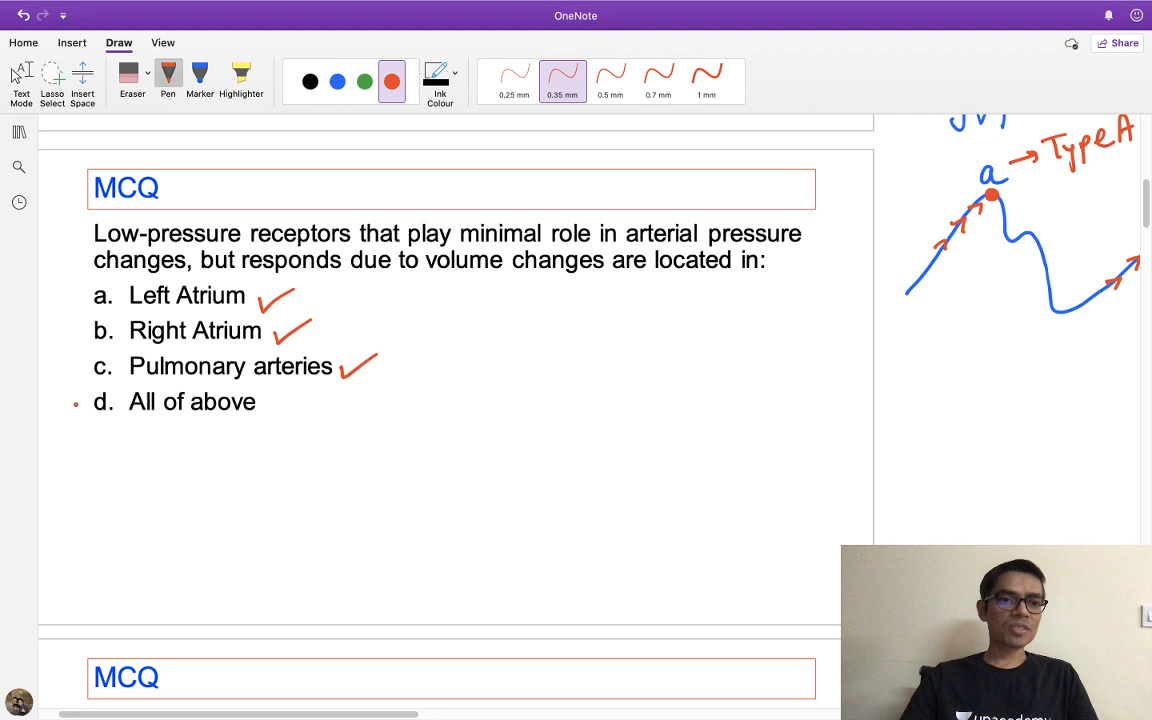 OneNote
Home Insert Draw View
Share
Text Mode
Lasso Select
Insert Space
Eraser
Pen
Marker
Highlighter
Ink Colour
0.25 mm
0.35 mm
0.5 mm
0.7 mm
1 mm
JVP
a → Type A
MCQ
Low-pressure receptors that play minimal role in arterial pressure
changes, but responds due to volume changes are located in:
a. Left Atrium
b. Right Atrium
c. Pulmonary arteries
d. All of above
MCQ